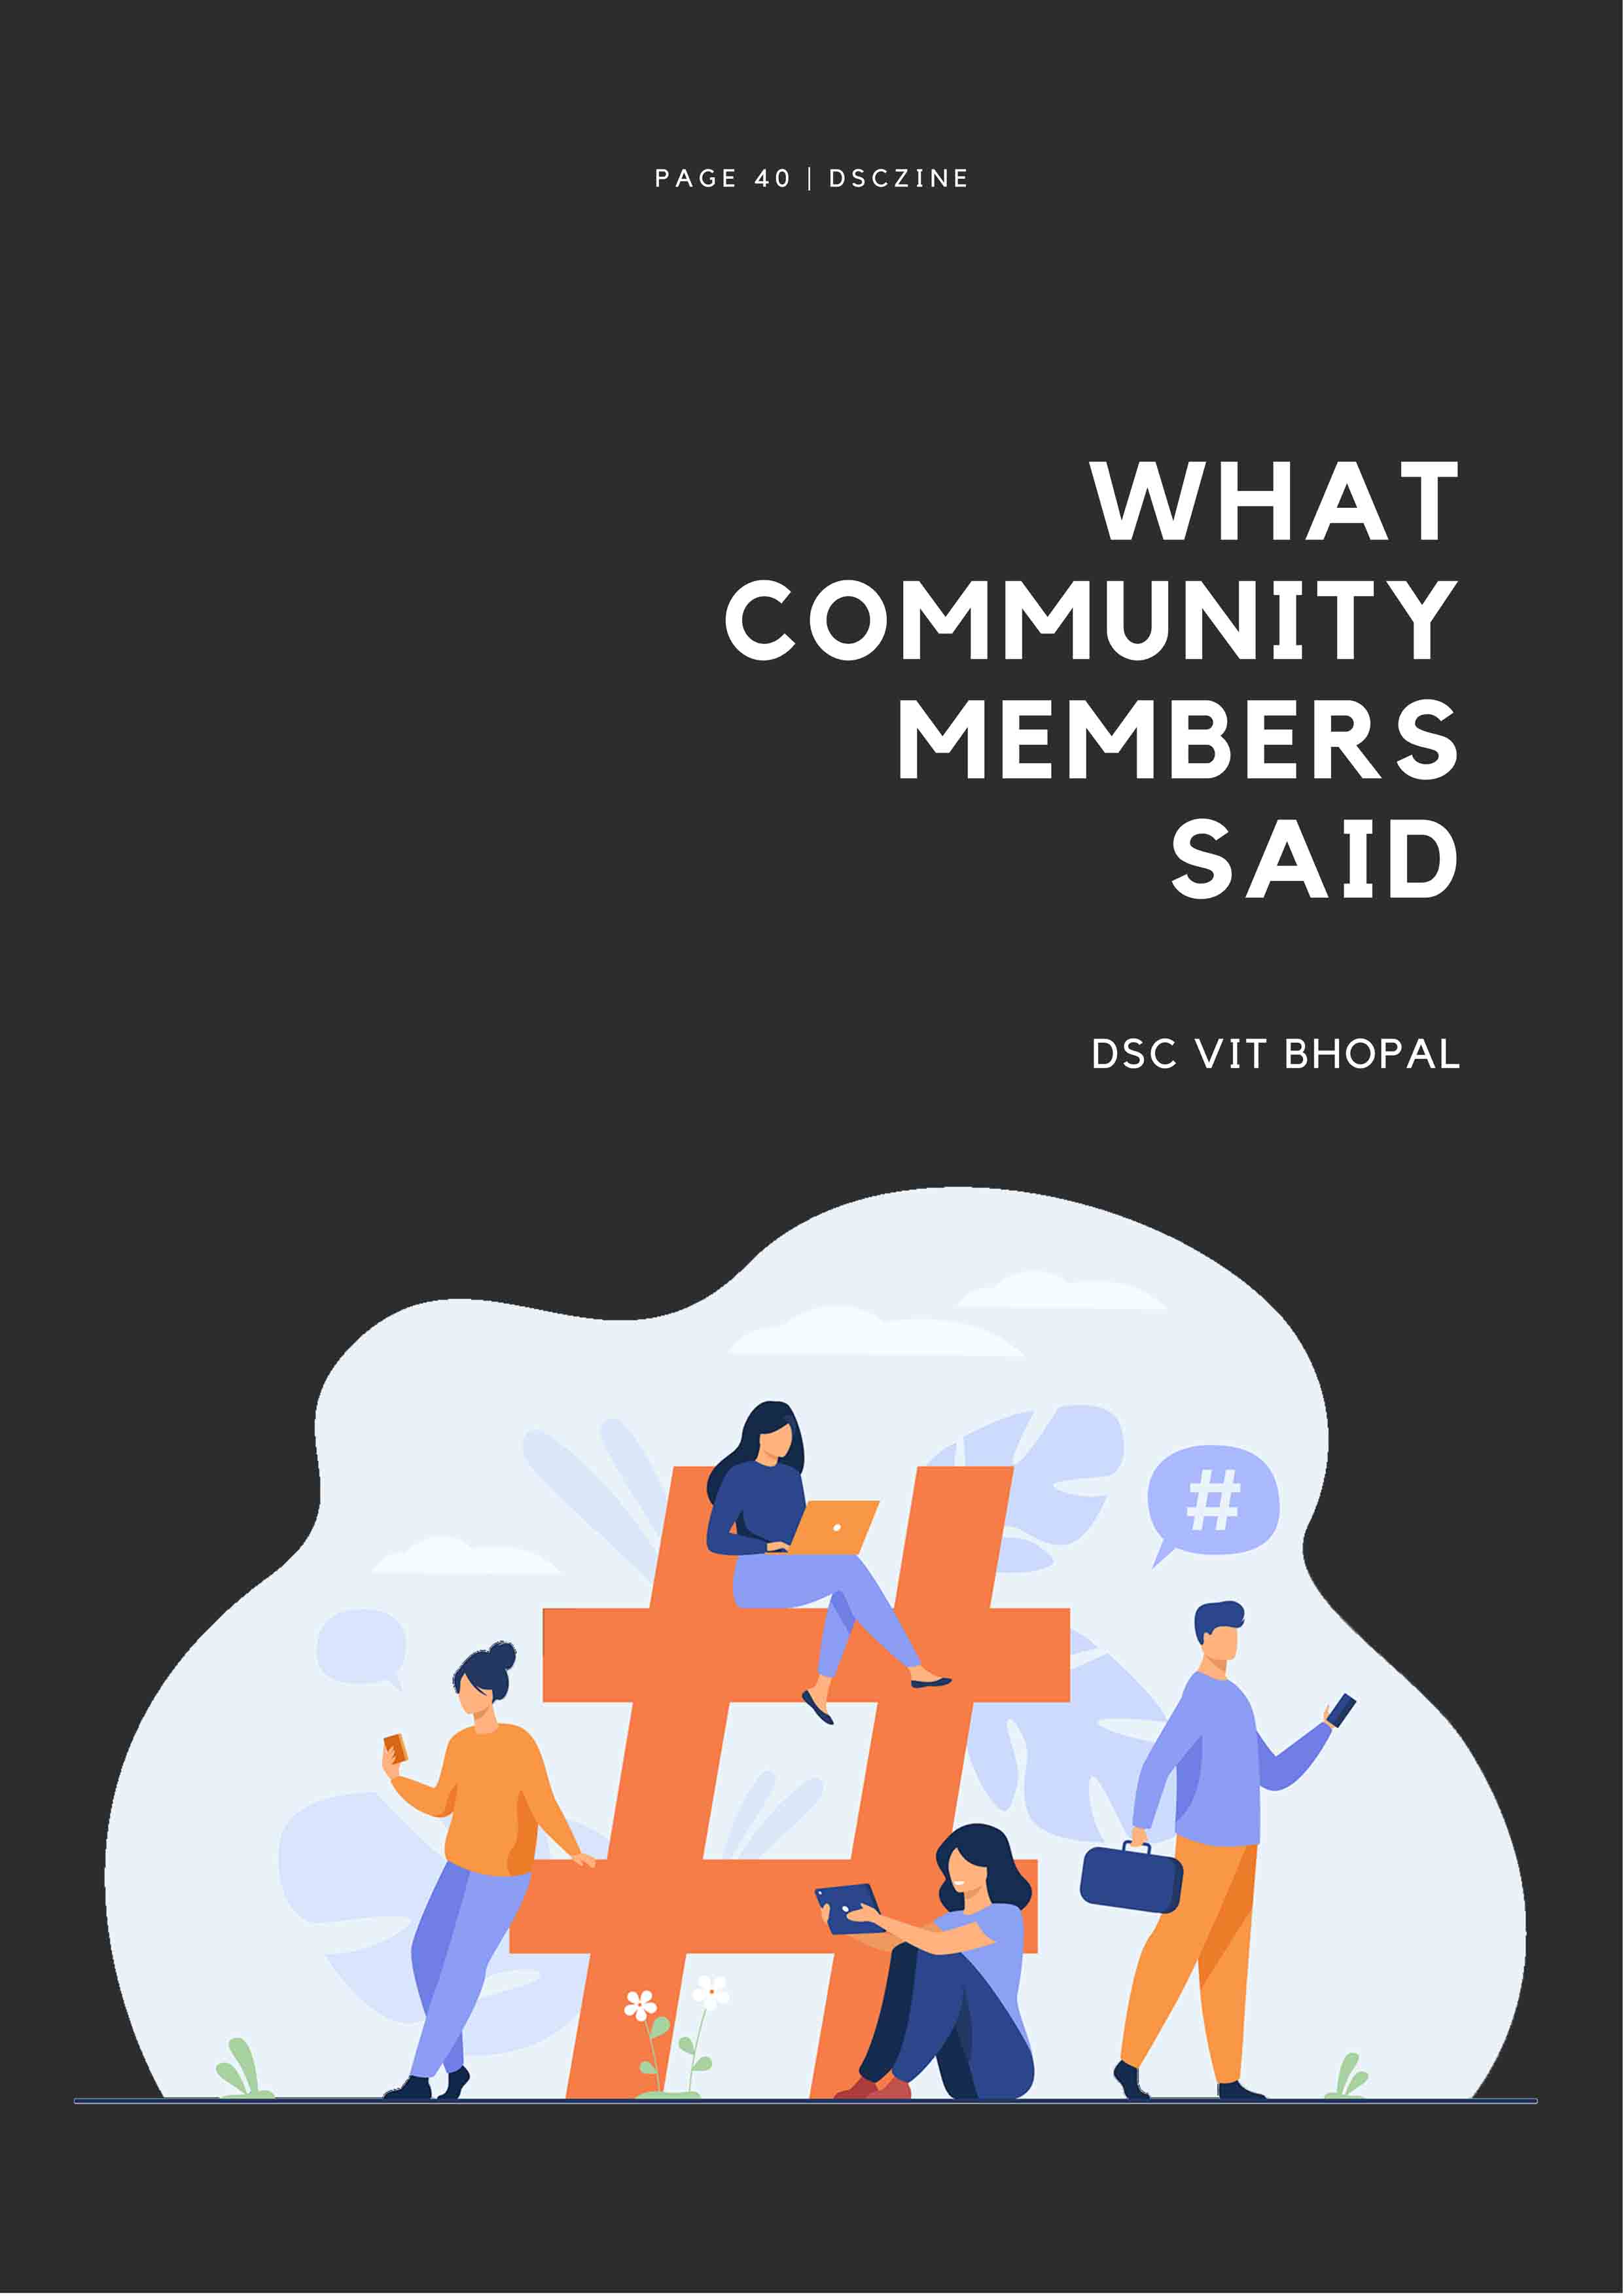 PAGE 40 | DSCZINE
WHAT
COMMUNITY
MEMBERS
SAID
DSC VIT BHOPAL
#